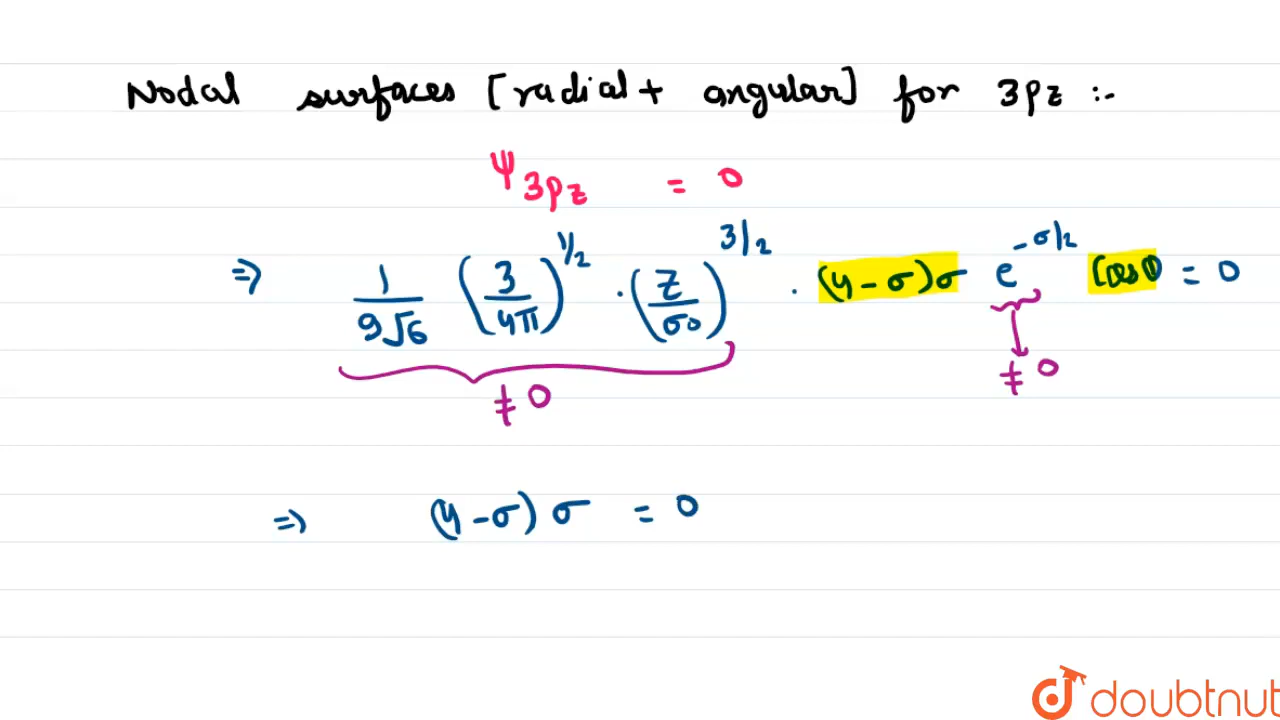 Nodal surfaces [radial + angular] for 3pz :-
Ψ3pz = 0
⇒ 1/9√6 (3/4π)^1/2 · (Z/σ0)^3/2 · (4-σ)σ e^-σ/2 Cosθ = 0
≠ 0
≠ 0
⇒ (4-σ) σ = 0
doubtnut